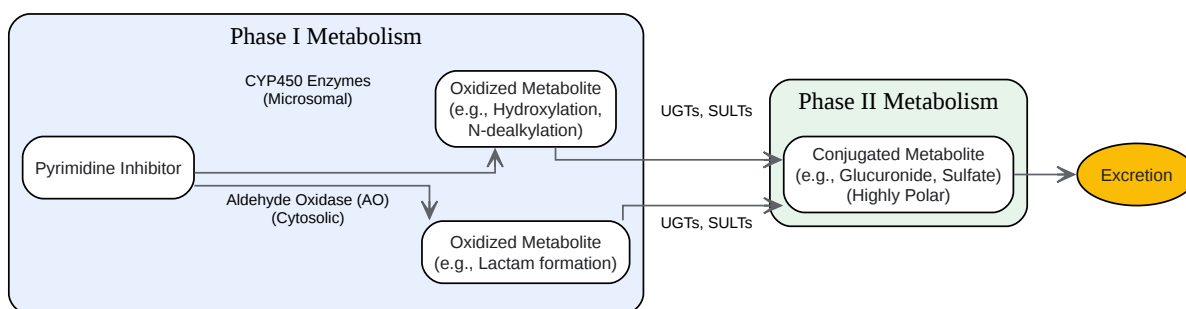 Phase I Metabolism
CYP450 Enzymes
(Microsomal)
Oxidized Metabolite
(e.g., Hydroxylation,
N-dealkylation)
Pyrimidine Inhibitor
Aldehyde Oxidase (AO)
(Cytosolic)
Oxidized Metabolite
(e.g., Lactam formation)
UGTs, SULTs
UGTs, SULTs
Phase II Metabolism
Conjugated Metabolite
(e.g., Glucuronide, Sulfate)
(Highly Polar)
Excretion